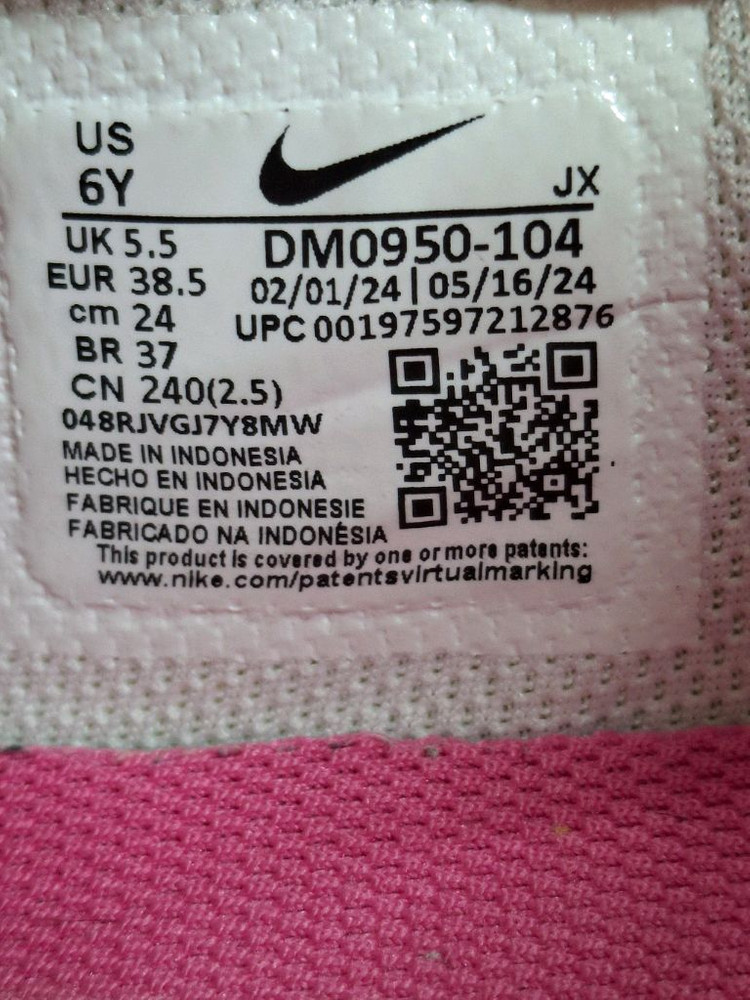 US
6Y
JX
UK 5.5
EUR 38.5
cm 24
BR 37
CN 240(2.5)
DM0950-104
02/01/24 | 05/16/24
UPC 00197597212876
048RJVGJ7Y8MW
MADE IN INDONESIA
HECHO EN INDONESIA
FABRIQUE EN INDONESIE
FABRICADO NA INDONÉSIA
This product is covered by one or more patents:
www.nike.com/patentsvirtualmarking